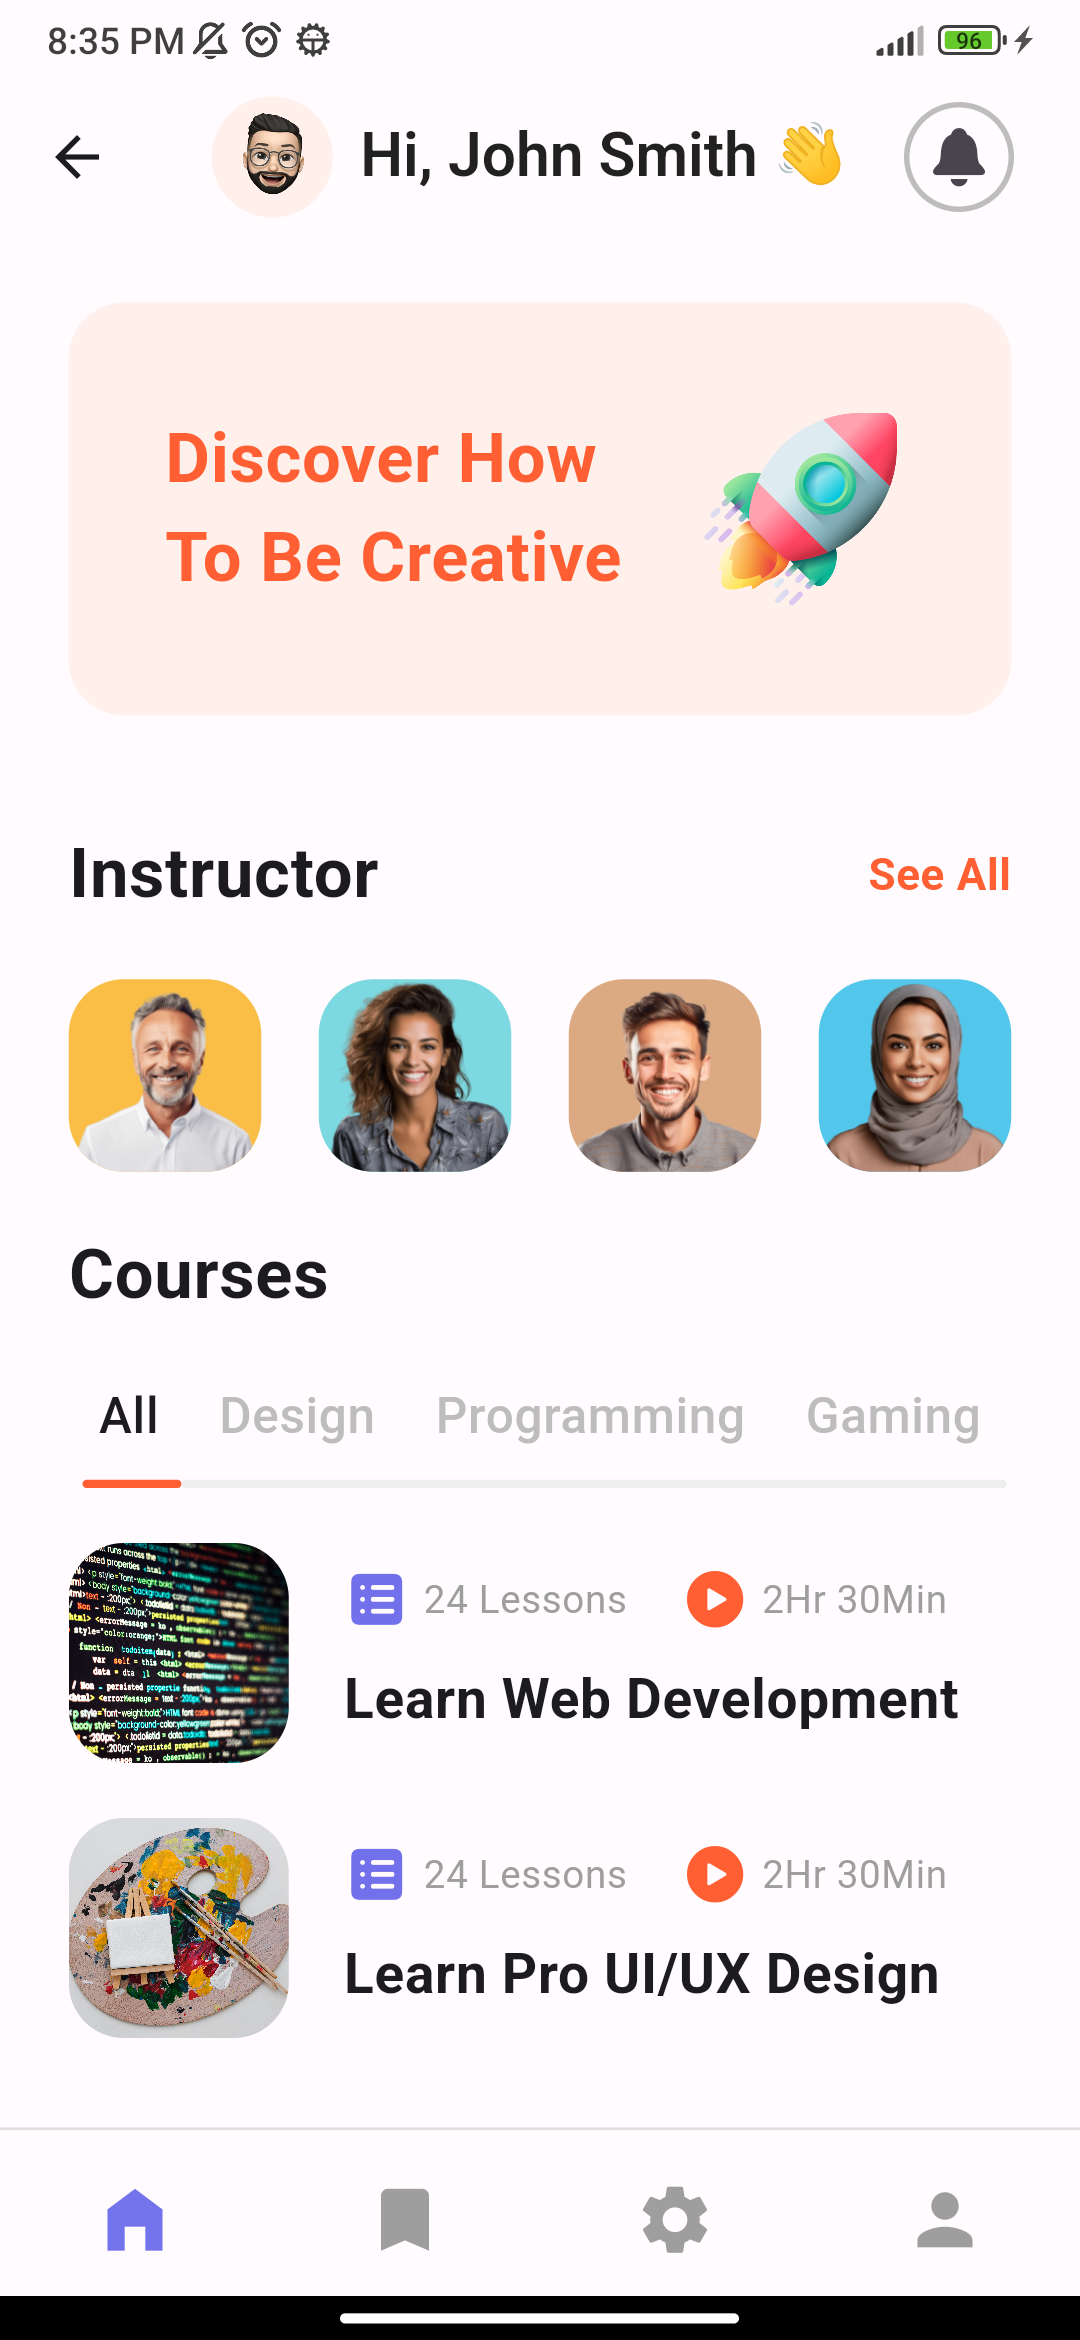 8:35 PM
96
Hi, John Smith 👋
Discover How
To Be Creative
Instructor
See All
Courses
All
Design
Programming
Gaming
24 Lessons
2Hr 30Min
Learn Web Development
24 Lessons
2Hr 30Min
Learn Pro UI/UX Design